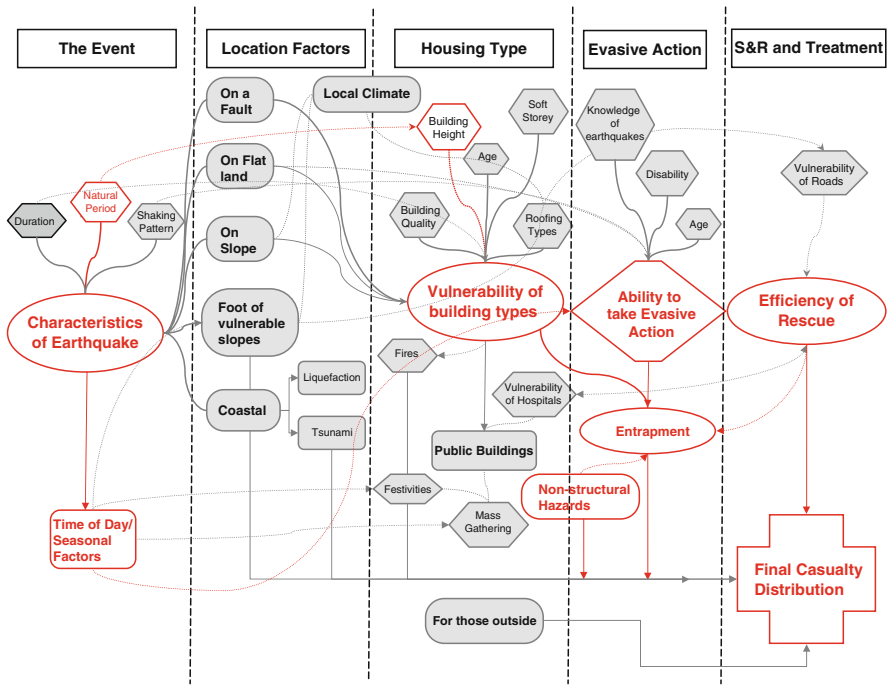 The Event
Location Factors
Housing Type
Evasive Action
S&R and Treatment
On a
Fault
Local Climate
Building
Height
Soft
Storey
Knowledge
of
earthquakes
Age
On Flat
land
Disability
Vulnerability
of Roads
Natural
Period
Duration
Shaking
Pattern
Building
Quality
Roofing
Types
Age
On
Slope
Characteristics
of Earthquake
Foot of
vulnerable
slopes
Vulnerability of
building types
Ability to
take Evasive
Action
Efficiency of
Rescue
Fires
Liquefaction
Vulnerability
of Hospitals
Coastal
Tsunami
Public Buildings
Entrapment
Festivities
Non-structural
Hazards
Mass
Gathering
Time of Day/
Seasonal
Factors
Final Casualty
Distribution
For those outside